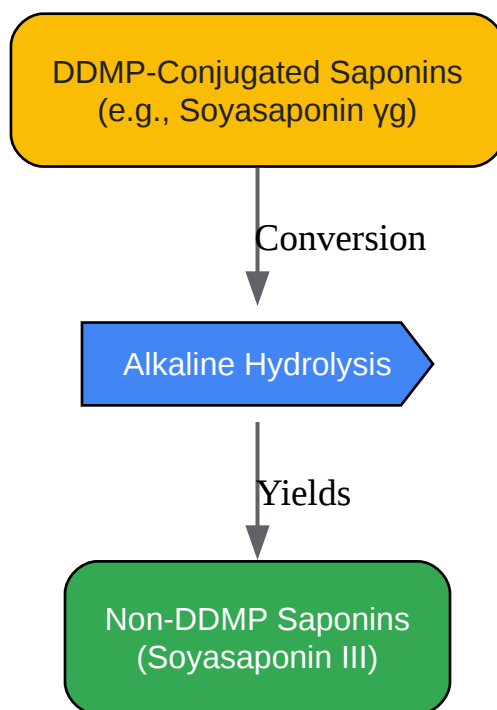 DDMP-Conjugated Saponins
(e.g., Soyasaponin γg)
Conversion
Alkaline Hydrolysis
Yields
Non-DDMP Saponins
(Soyasaponin III)